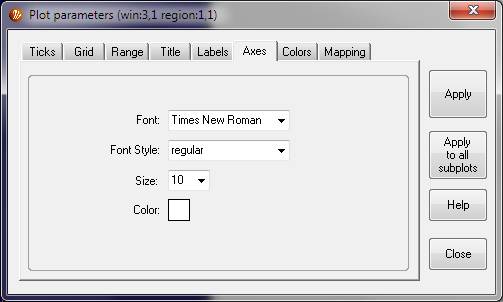 Plot parameters (win:3,1 region:1,1)
Ticks Grid Range Title Labels Axes Colors Mapping
Font: Times New Roman
Font Style: regular
Size: 10
Color:
Apply
Apply
to all
subplots
Help
Close